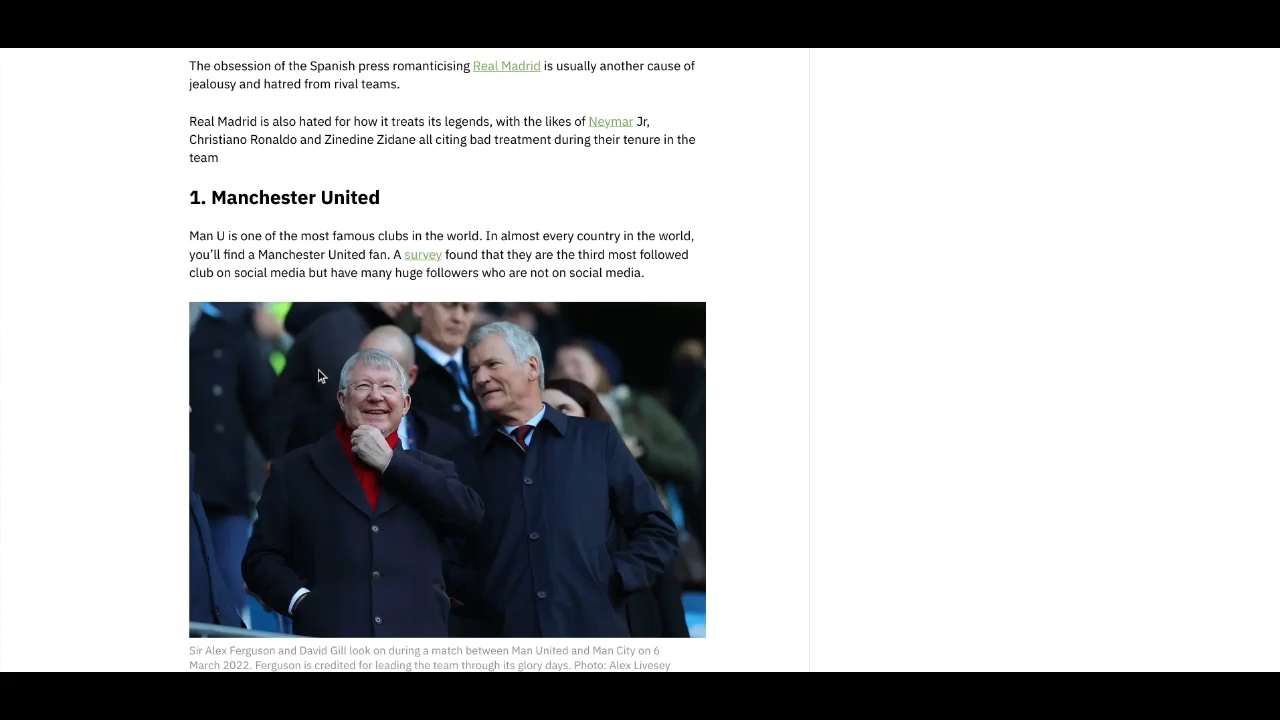 The obsession of the Spanish press romanticising Real Madrid is usually another cause of
jealousy and hatred from rival teams.
Real Madrid is also hated for how it treats its legends, with the likes of Neymar Jr,
Christiano Ronaldo and Zinedine Zidane all citing bad treatment during their tenure in the
team
1. Manchester United
Man U is one of the most famous clubs in the world. In almost every country in the world,
you’ll find a Manchester United fan. A survey found that they are the third most followed
club on social media but have many huge followers who are not on social media.
Sir Alex Ferguson and David Gill look on during a match between Man United and Man City on 6
March 2022. Ferguson is credited for leading the team through its glory days. Photo: Alex Livesey